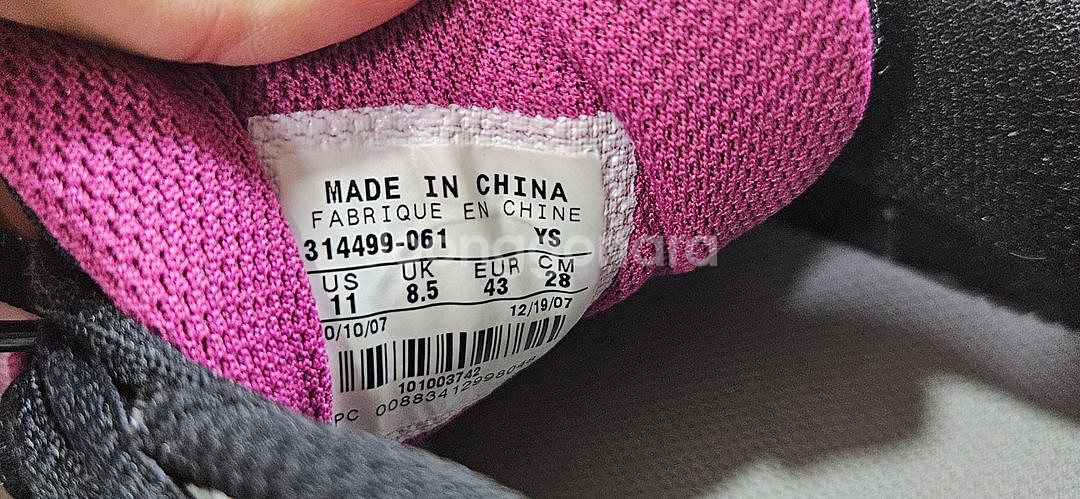 MADE IN CHINA
FABRIQUE EN CHINE
314499-061 YS
US UK EUR CM
11 8.5 43 28
0/10/07 12/19/07
101003742
PC